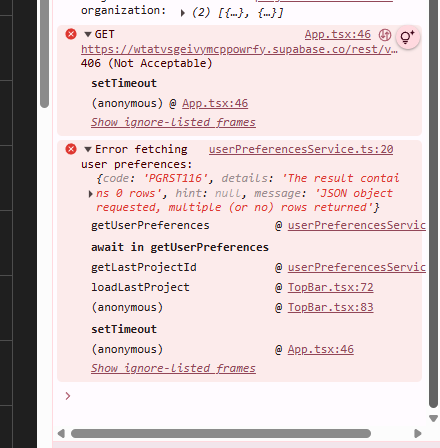 organization: ▶ (2) [{…}, {…}]
▼GET App.tsx:46
https://wtatvsgeivymcppowrfy.supabase.co/rest/v…
406 (Not Acceptable)
setTimeout
(anonymous) @ App.tsx:46
Show ignore-listed frames
▼Error fetching userPreferencesService.ts:20
user preferences:
{code: 'PGRST116', details: 'The result contai
▶ns 0 rows', hint: null, message: 'JSON object
requested, multiple (or no) rows returned'}
getUserPreferences @ userPreferencesServic
await in getUserPreferences
getLastProjectId @ userPreferencesServic
loadLastProject @ TopBar.tsx:72
(anonymous) @ TopBar.tsx:83
setTimeout
(anonymous) @ App.tsx:46
Show ignore-listed frames
>